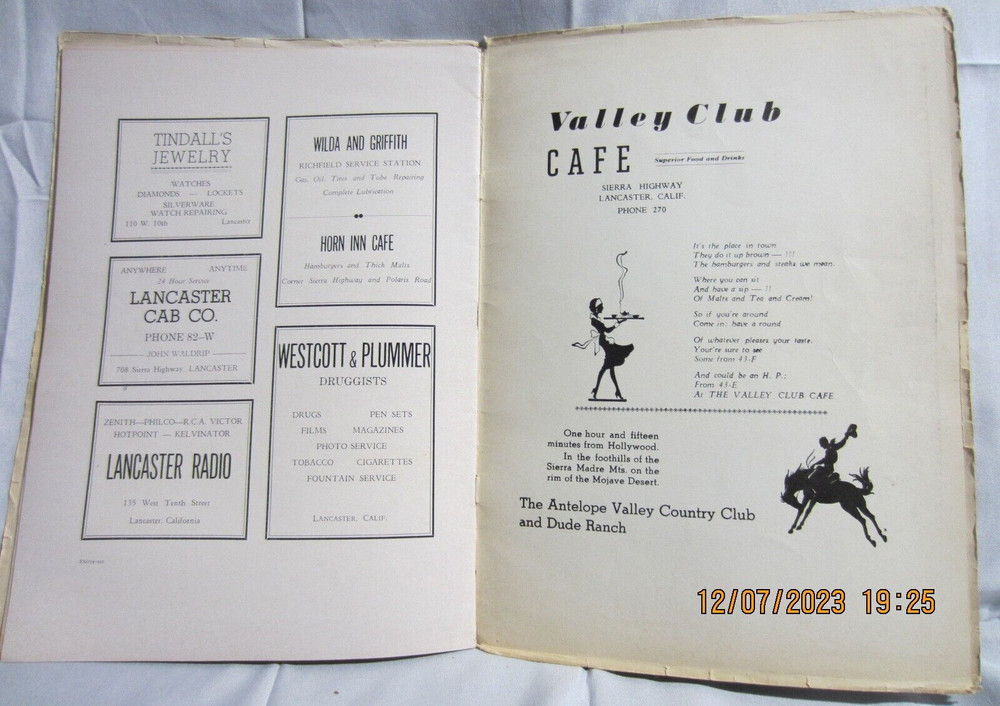 TINDALL'S
JEWELRY
WATCHES
DIAMONDS — LOCKETS
SILVERWARE
WATCH REPAIRING
110 W. 10th Lancaster
ANYWHERE ANYTIME
24 Hour Service
LANCASTER
CAB CO.
PHONE 82-W
JOHN WALDRIP
708 Sierra Highway, LANCASTER
ZENITH—PHILCO—R.C.A. VICTOR
HOTPOINT — KELVINATOR
LANCASTER RADIO
135 West Tenth Street
Lancaster, California
WILDA AND GRIFFITH
RICHFIELD SERVICE STATION
Gas, Oil, Tires and Tube Repairing
Complete Lubrication
HORN INN CAFE
Hamburgers and Thick Malts
Corner Sierra Highway and Polaris Road
WESTCOTT & PLUMMER
DRUGGISTS
DRUGS PEN SETS
FILMS MAGAZINES
PHOTO SERVICE
TOBACCO CIGARETTES
FOUNTAIN SERVICE
LANCASTER, CALIF.
Valley Club
CAFE Superior Food and Drinks
SIERRA HIGHWAY
LANCASTER, CALIF.
PHONE 270
It's the place in town
They do it up brown — !!!
The hamburgers and steaks we mean.
Where you can sit
And have a sip — !!
Of Malts and Tea and Cream!
So if you're around
Come in; have a round
Of whatever pleases your taste.
Your're sure to see
Some from 43-F
And could be an H. P.;
From 43-E
At THE VALLEY CLUB CAFE
One hour and fifteen
minutes from Hollywood.
In the foothills of the
Sierra Madre Mts. on the
rim of the Mojave Desert.
The Antelope Valley Country Club
and Dude Ranch
12/07/2023 19:25